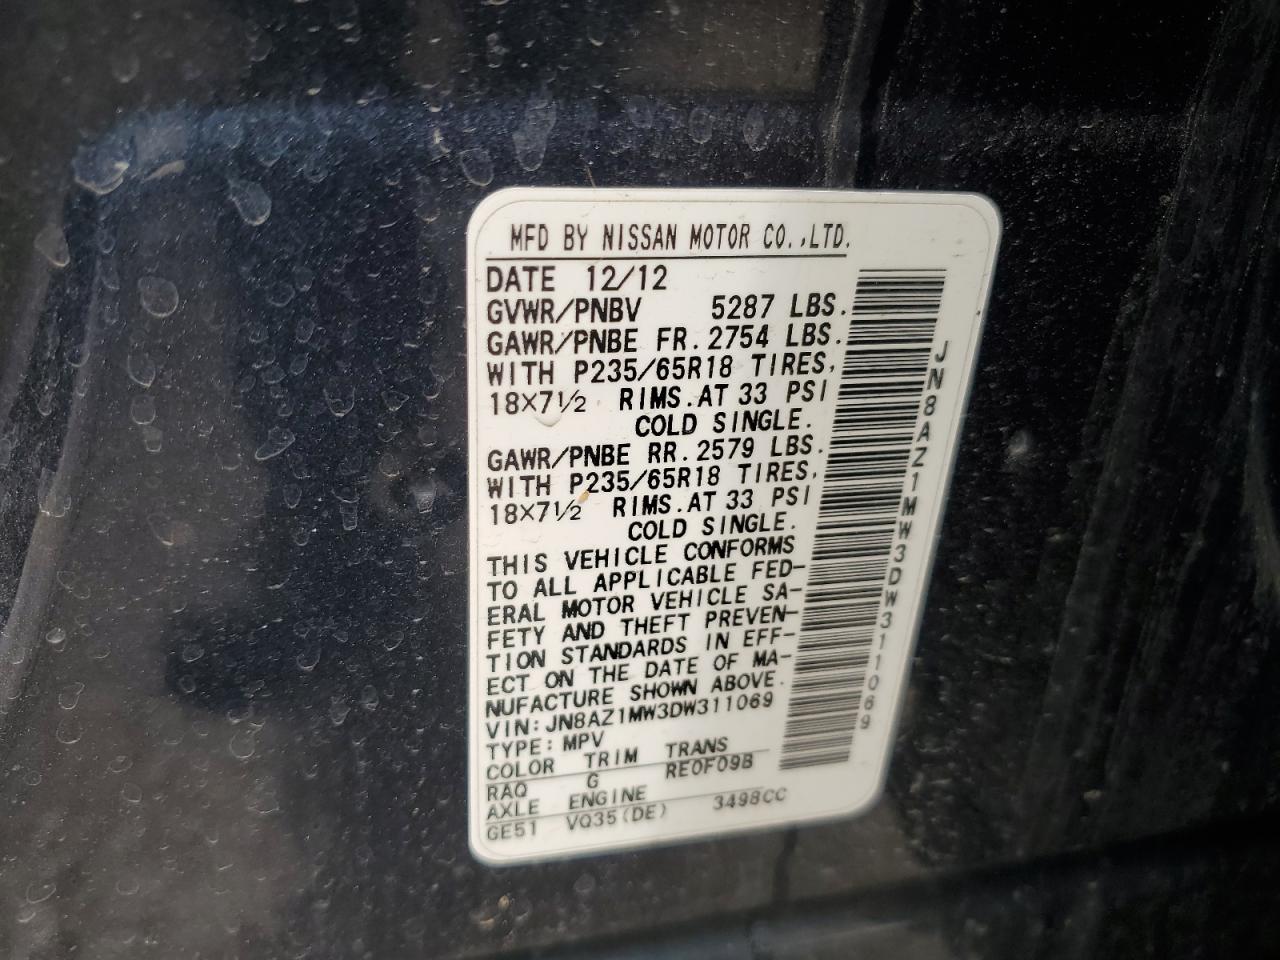 MFD BY NISSAN MOTOR CO.,LTD.
DATE 12/12
GVWR/PNBV 5287 LBS.
GAWR/PNBE FR. 2754 LBS.
WITH P235/65R18 TIRES,
18×7½ RIMS. AT 33 PSI
COLD SINGLE.
GAWR/PNBE RR. 2579 LBS.
WITH P235/65R18 TIRES,
18×7½ RIMS. AT 33 PSI
COLD SINGLE.
THIS VEHICLE CONFORMS
TO ALL APPLICABLE FED-
ERAL MOTOR VEHICLE SA-
FETY AND THEFT PREVEN-
TION STANDARDS IN EFF-
ECT ON THE DATE OF MA-
NUFACTURE SHOWN ABOVE.
VIN: JN8AZ1MW3DW311069
TYPE: MPV
COLOR TRIM TRANS
RAQ G RE0F09B
AXLE ENGINE
GE51 VQ35(DE) 3498CC
JN8AZ1MW3DW311069